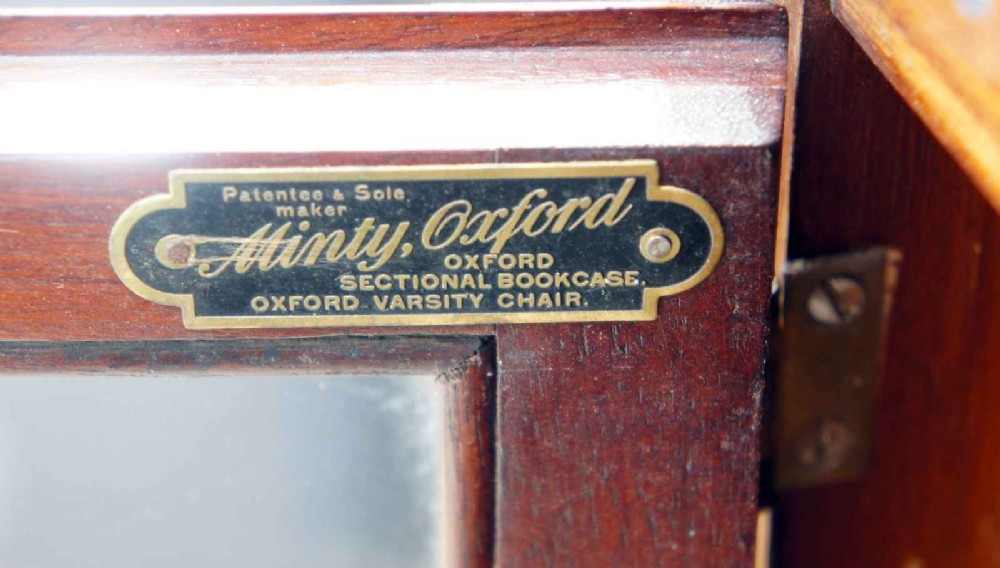 Patentee & Sole
maker
Minty, Oxford
OXFORD
SECTIONAL BOOKCASE.
OXFORD VARSITY CHAIR.